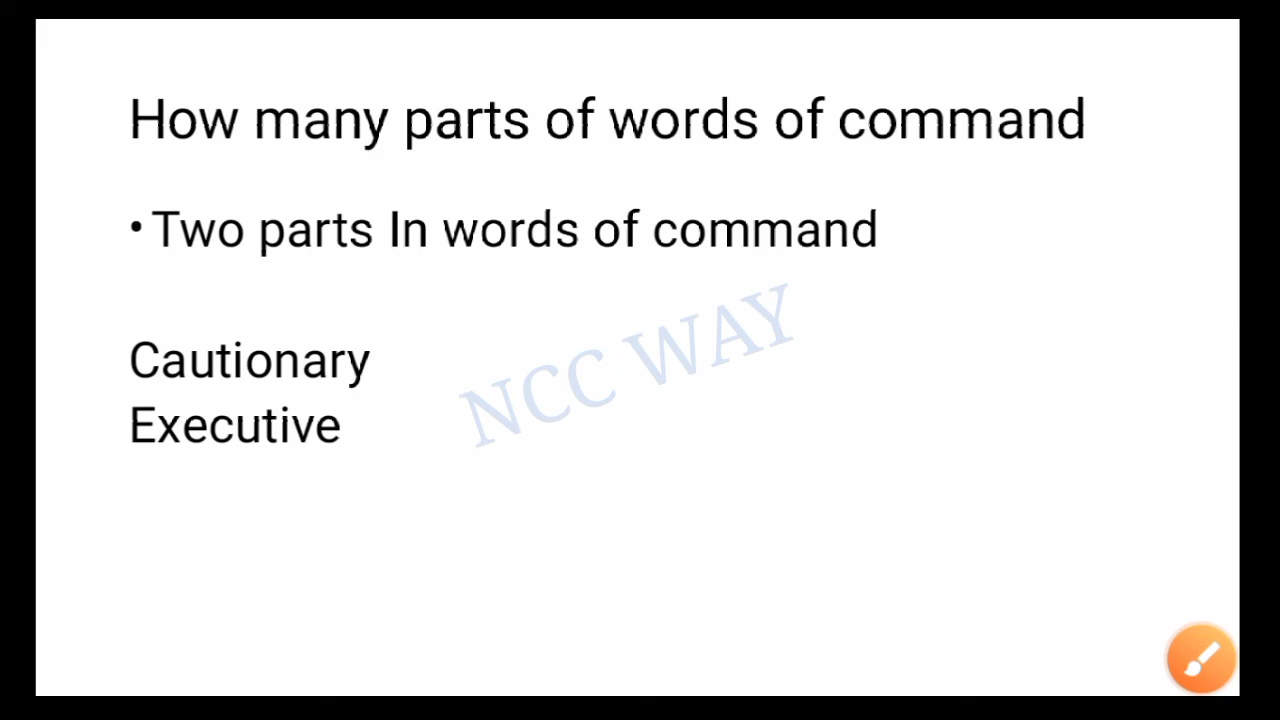 How many parts of words of command
• Two parts In words of command
NCC WAY
Cautionary
Executive